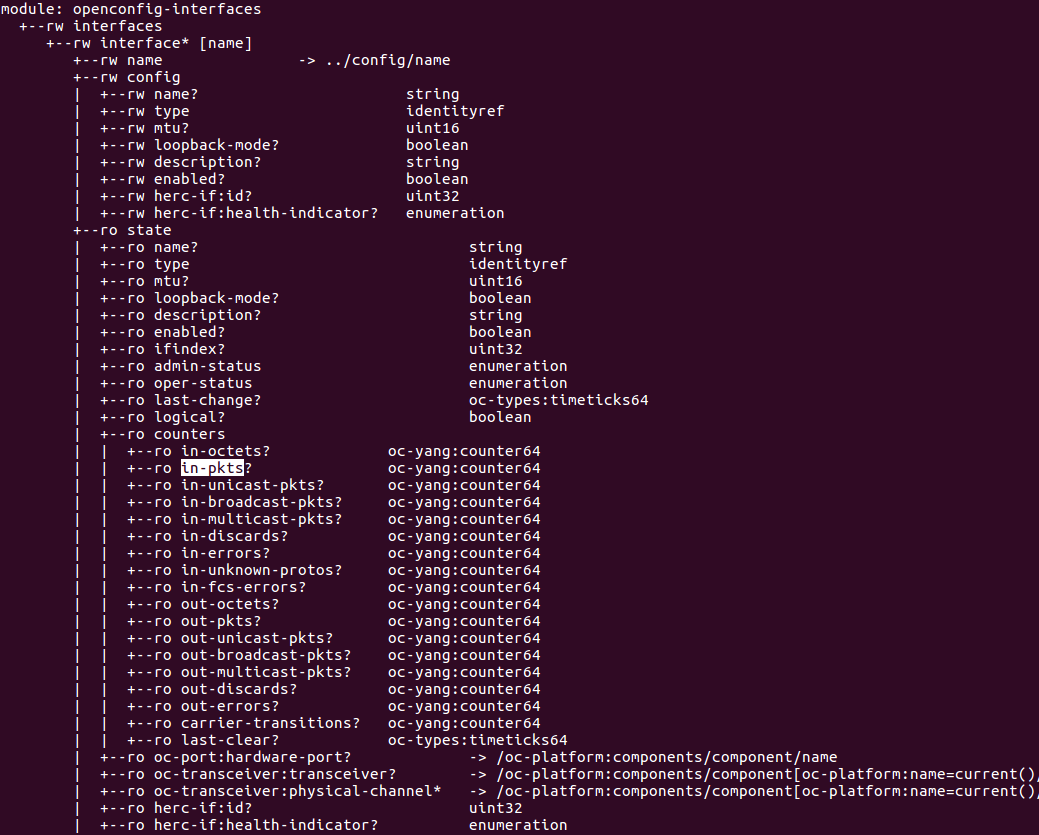 module: openconfig-interfaces
  +--rw interfaces
     +--rw interface* [name]
        +--rw name               -> ../config/name
        +--rw config
        |  +--rw name?                       string
        |  +--rw type                        identityref
        |  +--rw mtu?                        uint16
        |  +--rw loopback-mode?              boolean
        |  +--rw description?                string
        |  +--rw enabled?                    boolean
        |  +--rw herc-if:id?                 uint32
        |  +--rw herc-if:health-indicator?   enumeration
        +--ro state
        |  +--ro name?                              string
        |  +--ro type                               identityref
        |  +--ro mtu?                               uint16
        |  +--ro loopback-mode?                     boolean
        |  +--ro description?                       string
        |  +--ro enabled?                           boolean
        |  +--ro ifindex?                           uint32
        |  +--ro admin-status                       enumeration
        |  +--ro oper-status                        enumeration
        |  +--ro last-change?                       oc-types:timeticks64
        |  +--ro logical?                           boolean
        |  +--ro counters
        |  |  +--ro in-octets?             oc-yang:counter64
        |  |  +--ro in-pkts?               oc-yang:counter64
        |  |  +--ro in-unicast-pkts?       oc-yang:counter64
        |  |  +--ro in-broadcast-pkts?     oc-yang:counter64
        |  |  +--ro in-multicast-pkts?     oc-yang:counter64
        |  |  +--ro in-discards?           oc-yang:counter64
        |  |  +--ro in-errors?             oc-yang:counter64
        |  |  +--ro in-unknown-protos?     oc-yang:counter64
        |  |  +--ro in-fcs-errors?         oc-yang:counter64
        |  |  +--ro out-octets?            oc-yang:counter64
        |  |  +--ro out-pkts?              oc-yang:counter64
        |  |  +--ro out-unicast-pkts?      oc-yang:counter64
        |  |  +--ro out-broadcast-pkts?    oc-yang:counter64
        |  |  +--ro out-multicast-pkts?    oc-yang:counter64
        |  |  +--ro out-discards?          oc-yang:counter64
        |  |  +--ro out-errors?            oc-yang:counter64
        |  |  +--ro carrier-transitions?   oc-yang:counter64
        |  |  +--ro last-clear?            oc-types:timeticks64
        |  +--ro oc-port:hardware-port?             -> /oc-platform:components/component/name
        |  +--ro oc-transceiver:transceiver?        -> /oc-platform:components/component[oc-platform:name=current()/
        |  +--ro oc-transceiver:physical-channel*   -> /oc-platform:components/component[oc-platform:name=current()/
        |  +--ro herc-if:id?                        uint32
        |  +--ro herc-if:health-indicator?          enumeration